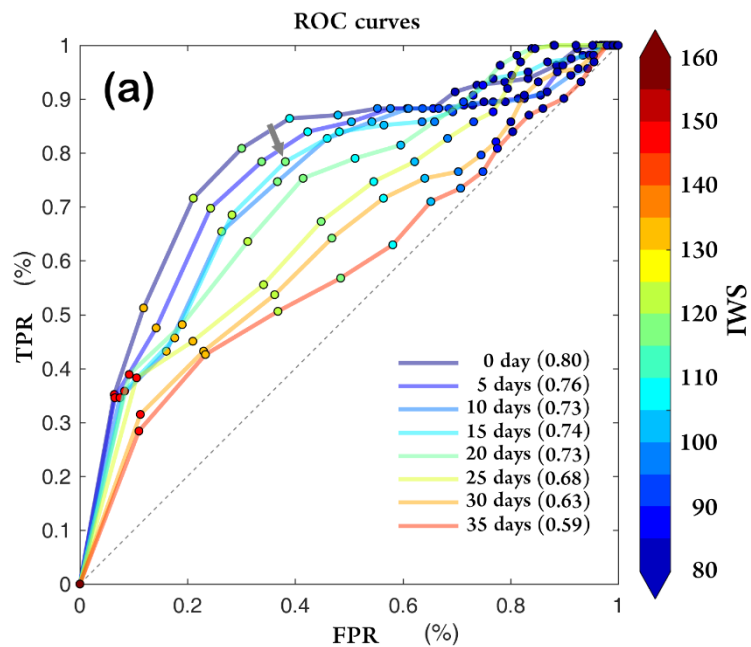 ROC curves
(a)
1
0.9
0.8
0.7
0.6
0.5
0.4
0.3
0.2
0.1
0
TPR (%)
0 0.2 0.4 0.6 0.8 1
FPR (%)
0 day (0.80)
5 days (0.76)
10 days (0.73)
15 days (0.74)
20 days (0.73)
25 days (0.68)
30 days (0.63)
35 days (0.59)
160
150
140
130
120
110
100
90
80
IWS